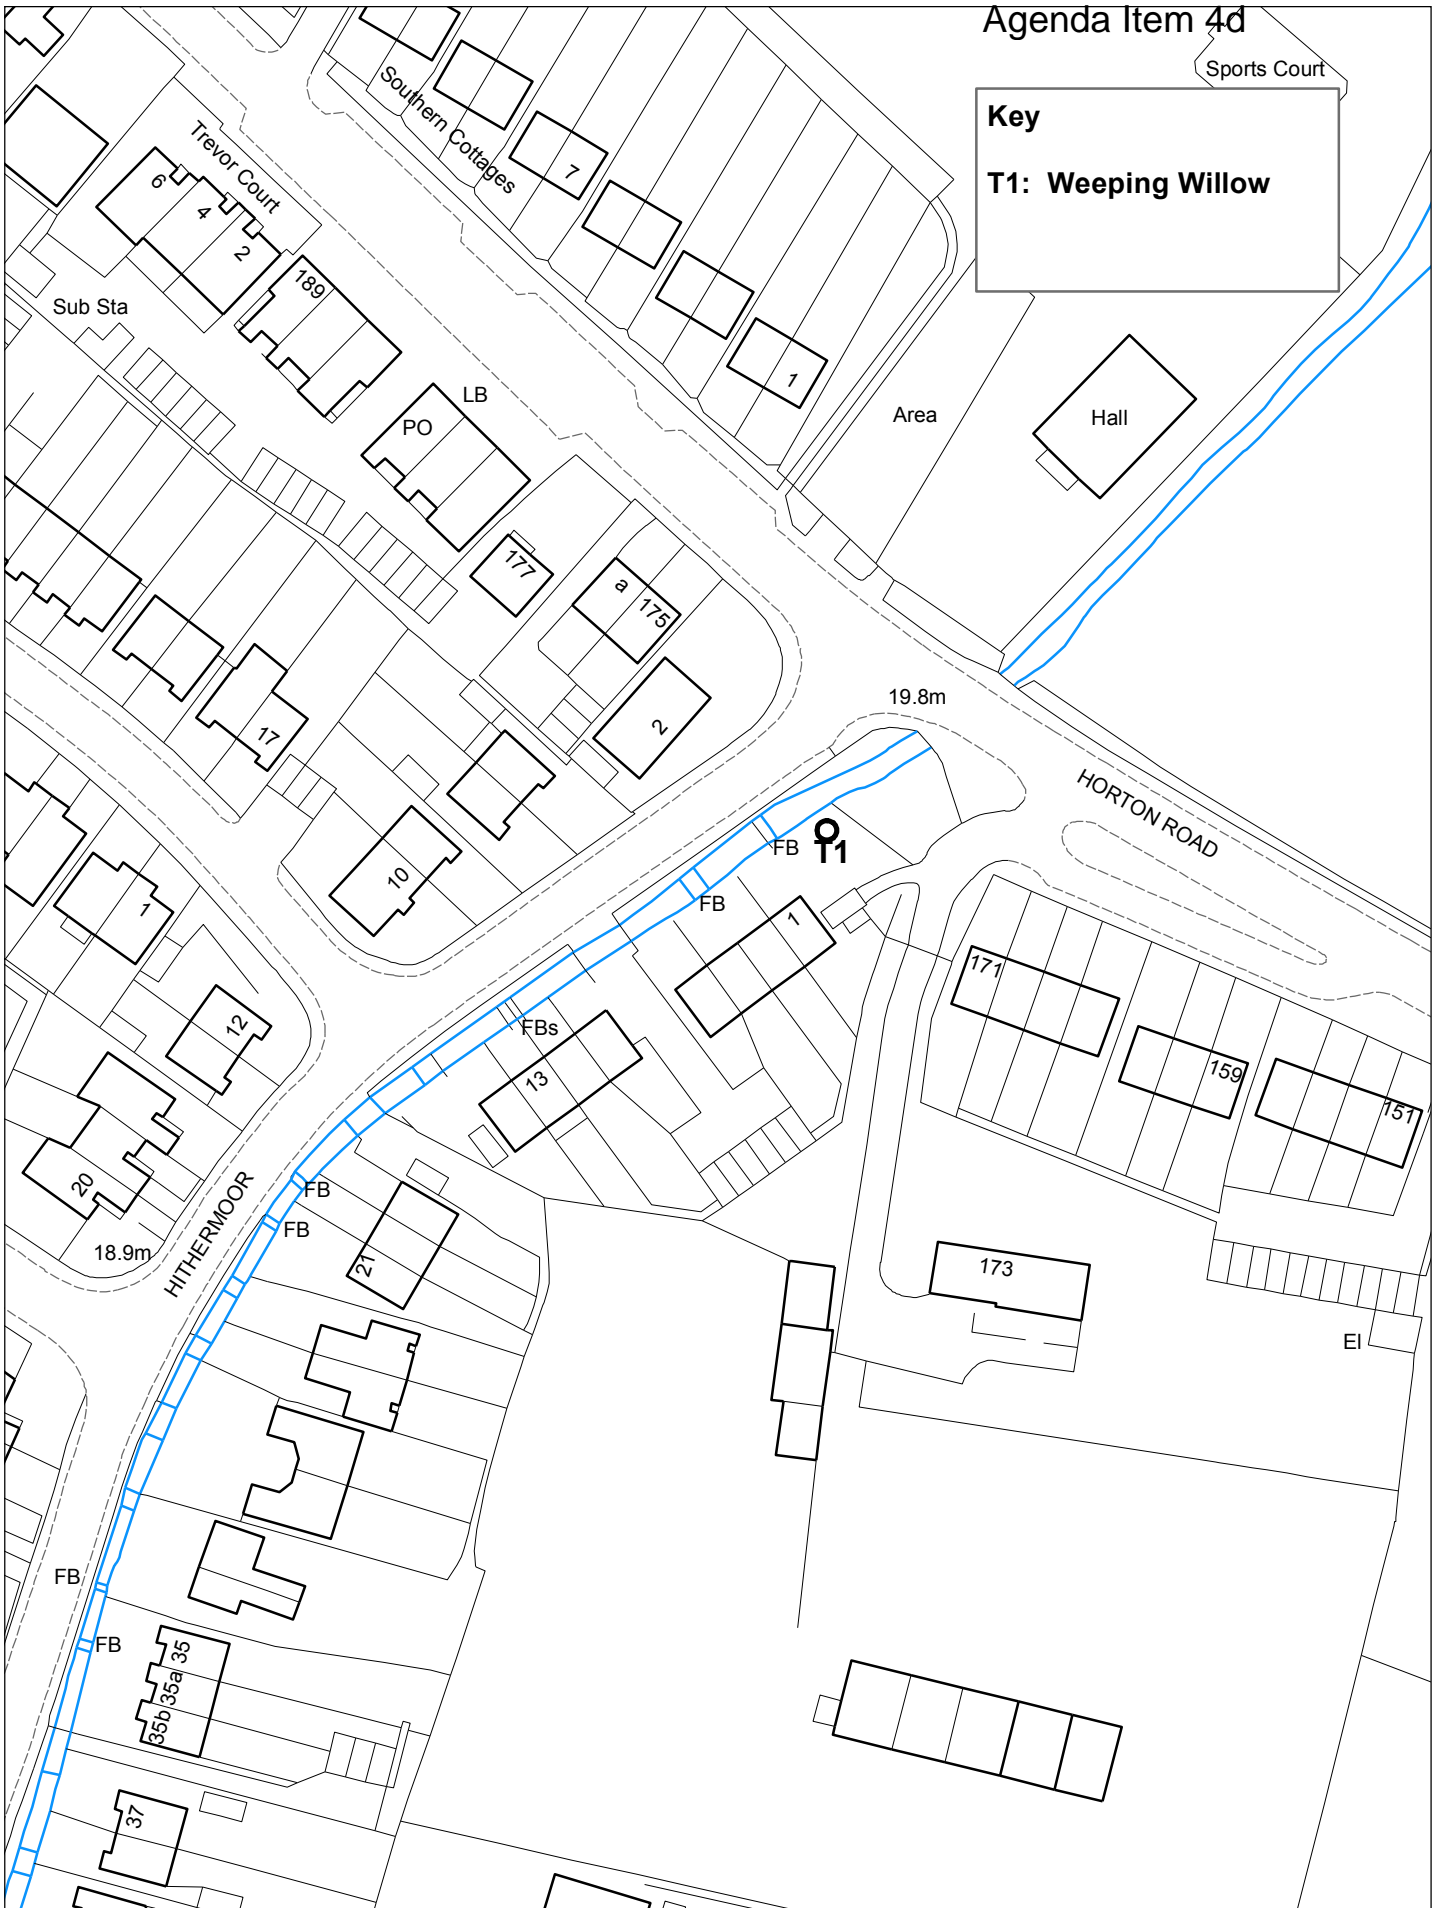 Agenda Item 4d
Sports Court
Key
T1: Weeping Willow
Southern Cottages
7
Trevor Court
6
4
2
189
Sub Sta
1
LB
PO
Area
Hall
177
a
175
2
17
19.8m
HORTON ROAD
T1
FB
10
FB
1
1
171
12
FBs
13
159
151
20
FB
FB
HITHERMOOR
18.9m
21
173
El
FB
FB
35
35a
35b
37